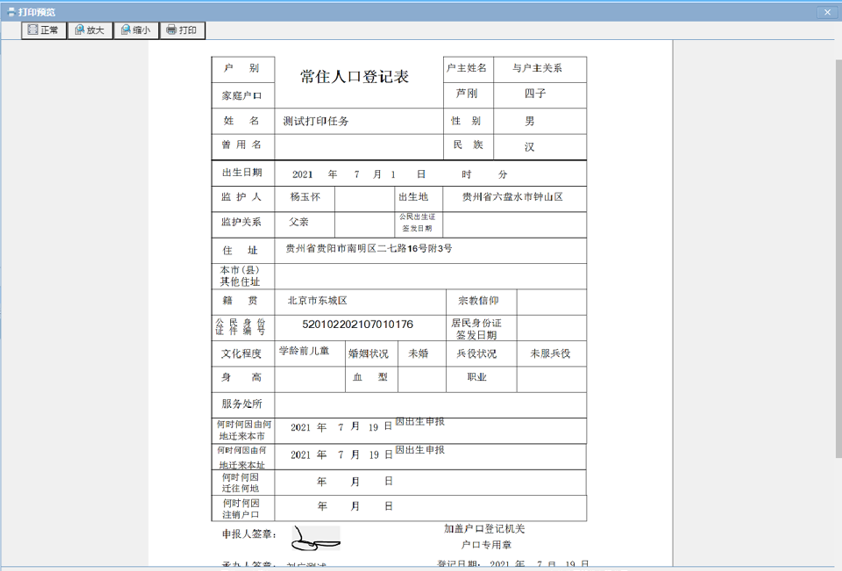 打印预览
正常 放大 缩小 打印
户 别 常住人口登记表 户主姓名 与户主关系
家庭户口 芦刚 四子
姓 名 测试打印任务 性 别 男
曾 用 名 民 族 汉
出生日期 2021 年 7 月 1 日 时 分
监 护 人 杨玉怀 出生地 贵州省六盘水市钟山区
监护关系 父亲 公民出生证
签发日期
住 址 贵州省贵阳市南明区二七路16号附3号
本市(县)
其他住址
籍 贯 北京市东城区 宗教信仰
公 民 身 份
证 件 编 号 520102202107010176 居民身份证
签发日期
文化程度 学龄前儿童 婚姻状况 未婚 兵役状况 未服兵役
身 高 血 型 职业
服务处所
何时何因由何
地迁来本市 2021 年 7 月 19 日因出生申报
何时何因由何
地迁来本址 2021 年 7 月 19 日因出生申报
何时何因
迁往何地 年 月 日
何时何因
注销户口 年 月 日
申报人签章: 加盖户口登记机关
户口专用章
承办人签章: 登记日期: 2021 年 7 月 19 日